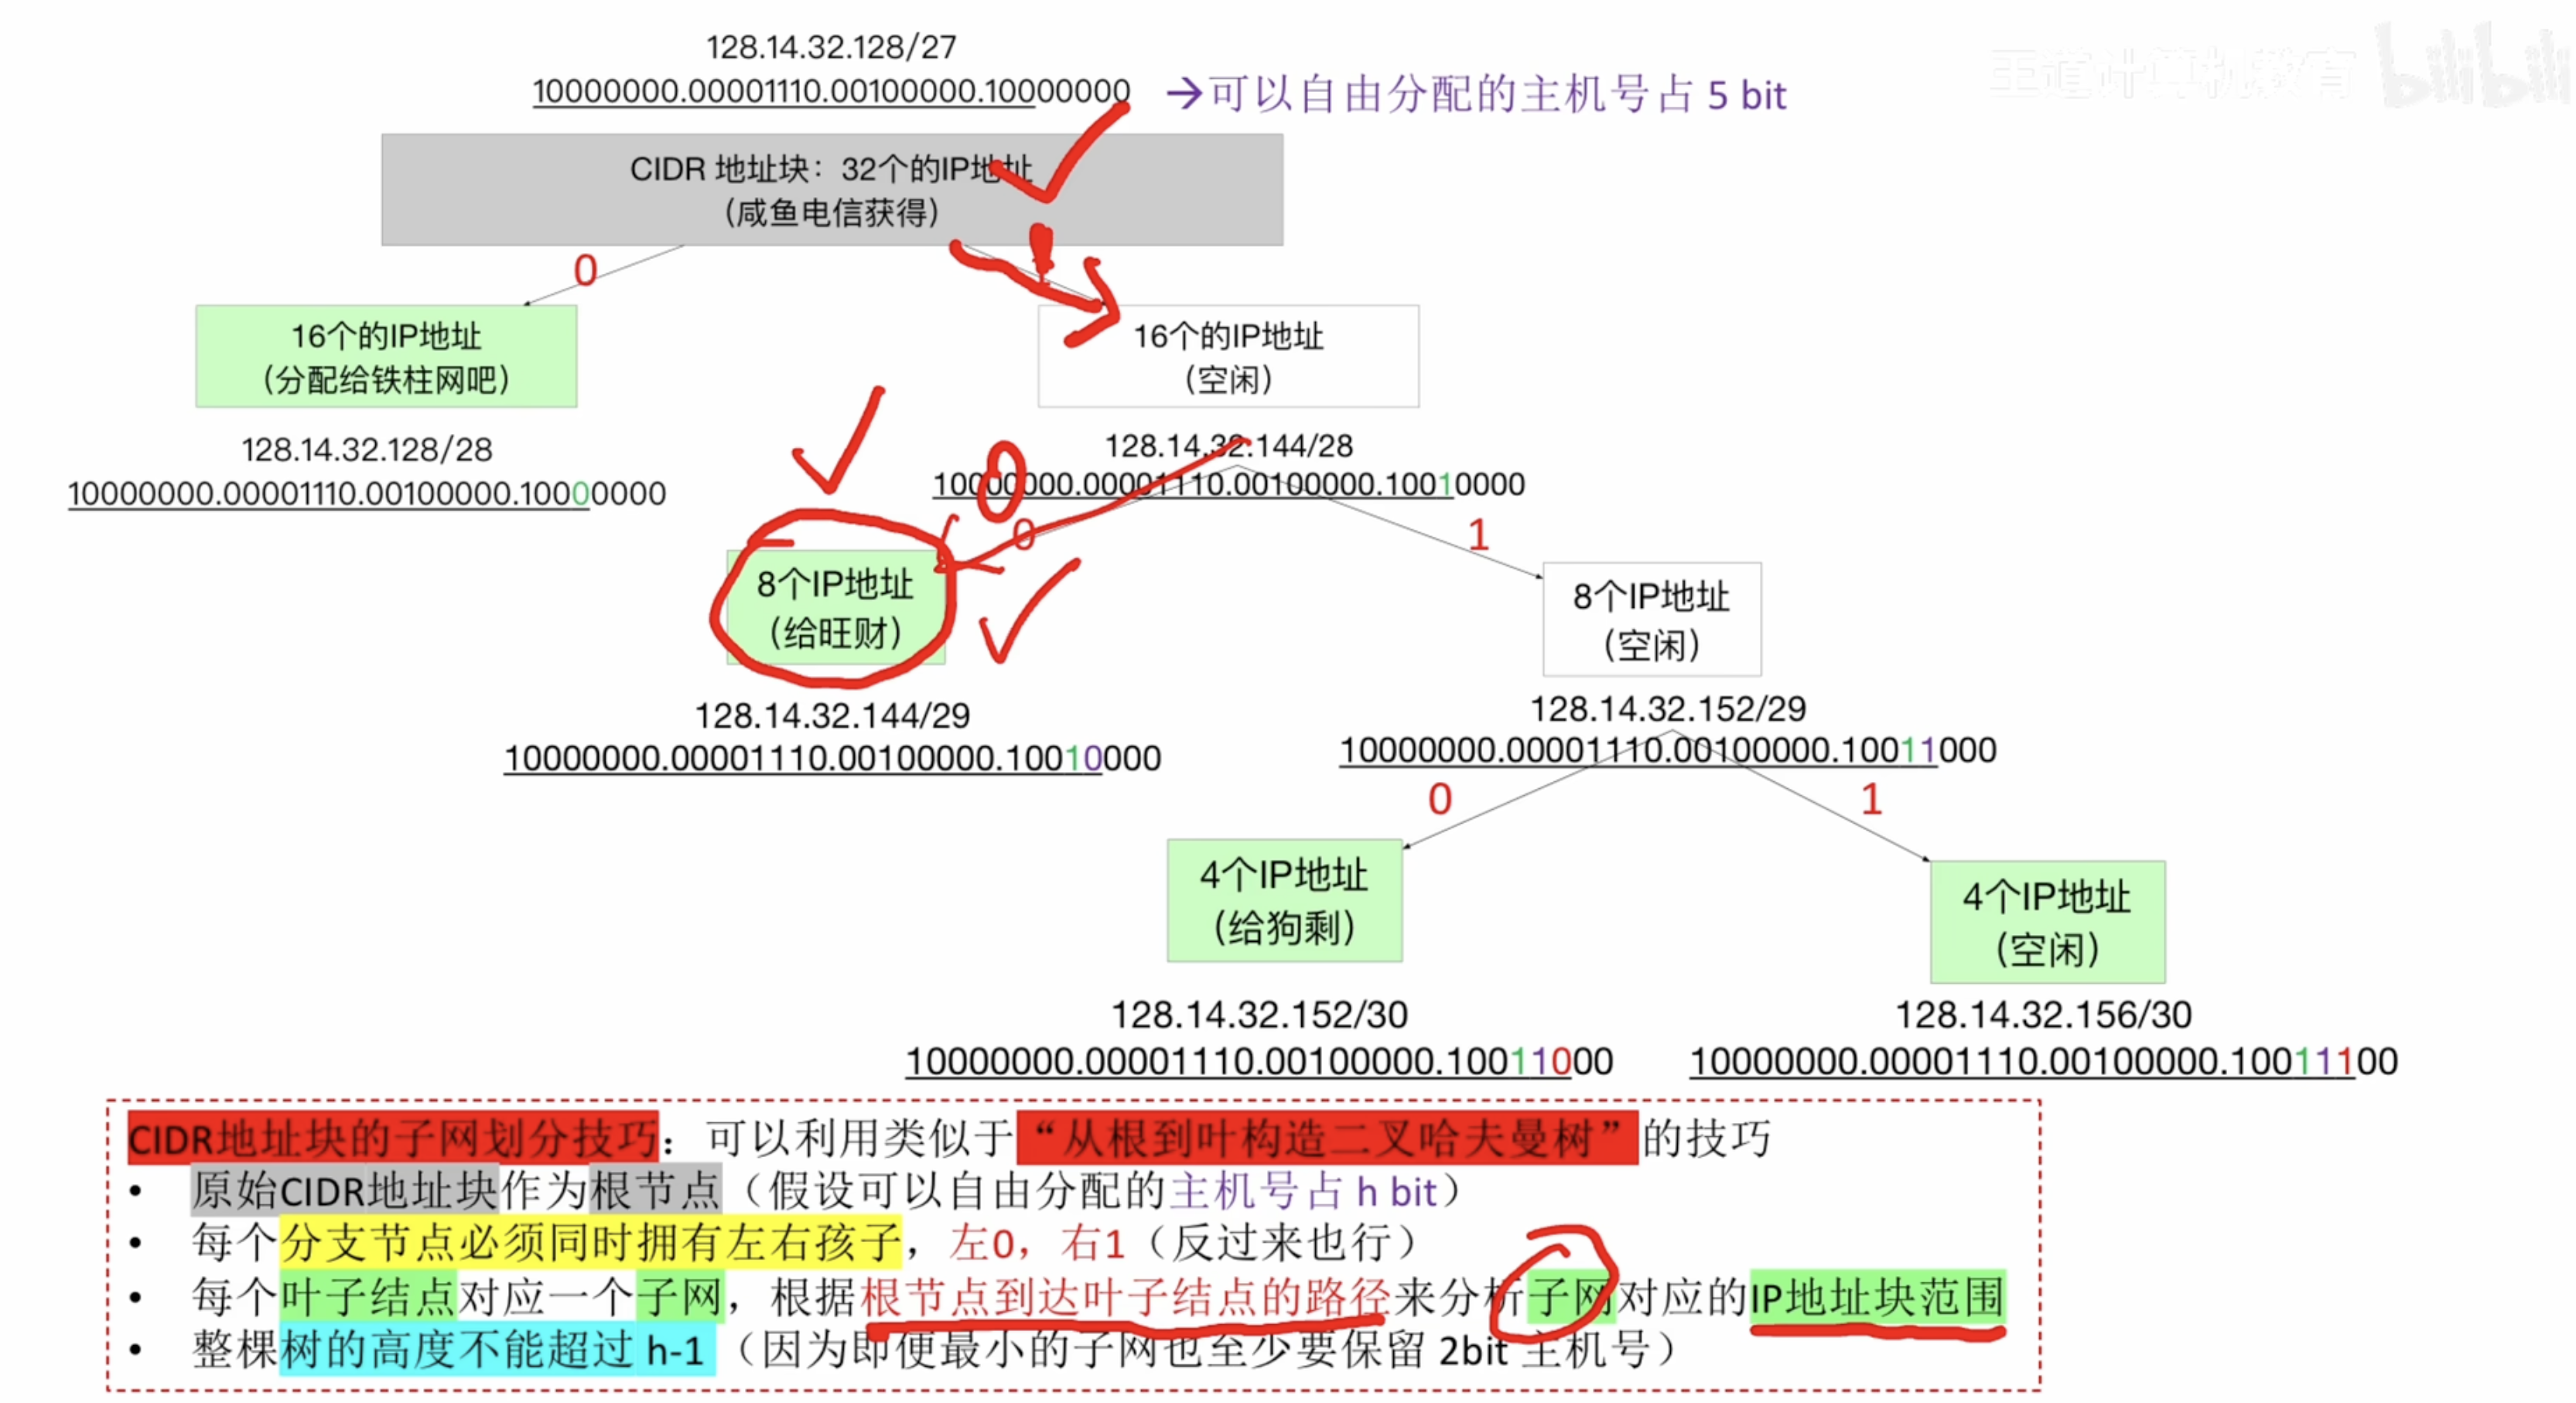 王道计算机教育 bilibili
128.14.32.128/27
10000000.00001110.00100000.10000000 →可以自由分配的主机号占 5 bit
CIDR 地址块：32个的IP地址
（咸鱼电信获得）
0
16个的IP地址
（分配给铁柱网吧）
128.14.32.128/28
10000000.00001110.00100000.10000000
1
16个的IP地址
（空闲）
128.14.32.144/28
10000000.00001110.00100000.10010000
0
0
8个IP地址
（给旺财）
128.14.32.144/29
10000000.00001110.00100000.10010000
1
8个IP地址
（空闲）
128.14.32.152/29
10000000.00001110.00100000.10011000
0
4个IP地址
（给狗剩）
128.14.32.152/30
10000000.00001110.00100000.10011000
1
4个IP地址
（空闲）
128.14.32.156/30
10000000.00001110.00100000.10011100
CIDR地址块的子网划分技巧：可以利用类似于“从根到叶构造二叉哈夫曼树”的技巧
• 原始CIDR地址块作为根节点（假设可以自由分配的主机号占 h bit）
• 每个分支节点必须同时拥有左右孩子，左0，右1（反过来也行）
• 每个叶子结点对应一个子网，根据根节点到达叶子结点的路径来分析子网对应的IP地址块范围
• 整棵树的高度不能超过 h-1（因为即便最小的子网也至少要保留 2bit 主机号）